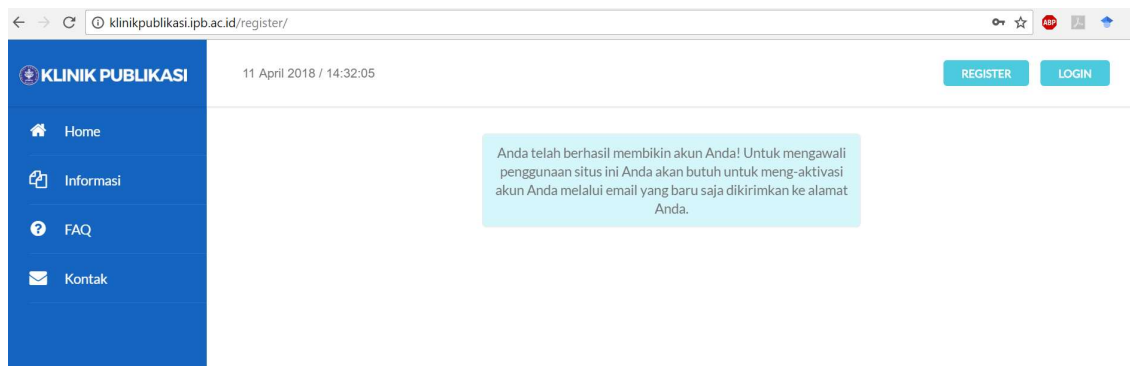 klinikpublikasi.ipb.ac.id/register/
ABP
KLINIK PUBLIKASI
11 April 2018 / 14:32:05
REGISTER
LOGIN
Home
Informasi
FAQ
Kontak
Anda telah berhasil membikin akun Anda! Untuk mengawali
penggunaan situs ini Anda akan butuh untuk meng-aktivasi
akun Anda melalui email yang baru saja dikirimkan ke alamat
Anda.